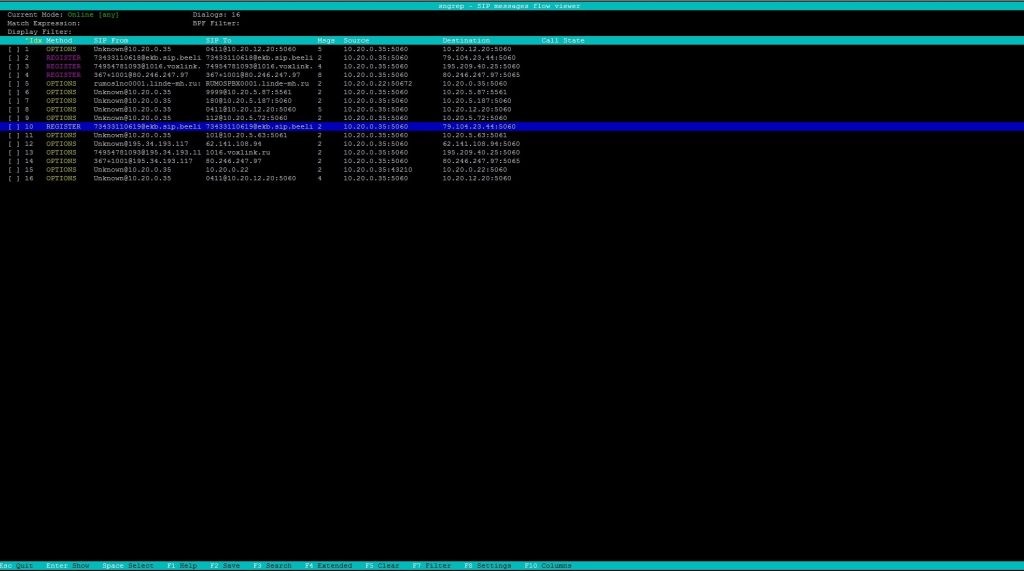 sngrep - SIP messages flow viewer
Current Mode: Online [any] Dialogs: 16
Match Expression: BPF Filter:
Display Filter:
^Idx Method SIP From SIP To Msgs Source Destination Call State
[ ] 1 OPTIONS Unknown@10.20.0.35 0411@10.20.12.20:5060 5 10.20.0.35:5060 10.20.12.20:5060
[ ] 2 REGISTER 73433110618@ekb.sip.beeli 73433110618@ekb.sip.beeli 2 10.20.0.35:5060 79.104.23.44:5060
[ ] 3 REGISTER 74954781093@1016.voxlink. 74954781093@1016.voxlink. 4 10.20.0.35:5060 195.209.40.25:5060
[ ] 4 REGISTER 367+1001@80.246.247.97 367+1001@80.246.247.97 8 10.20.0.35:5060 80.246.247.97:5065
[ ] 5 OPTIONS rumoslnc0001.linde-mh.ru: RUMOSPBX0001.linde-mh.ru 2 10.20.0.22:50672 10.20.0.35:5060
[ ] 6 OPTIONS Unknown@10.20.0.35 9999@10.20.5.87:5561 2 10.20.0.35:5060 10.20.5.87:5561
[ ] 7 OPTIONS Unknown@10.20.0.35 180@10.20.5.187:5060 2 10.20.0.35:5060 10.20.5.187:5060
[ ] 8 OPTIONS Unknown@10.20.0.35 0411@10.20.12.20:5060 5 10.20.0.35:5060 10.20.12.20:5060
[ ] 9 OPTIONS Unknown@10.20.0.35 112@10.20.5.72:5060 2 10.20.0.35:5060 10.20.5.72:5060
[ ] 10 REGISTER 73433110619@ekb.sip.beeli 73433110619@ekb.sip.beeli 2 10.20.0.35:5060 79.104.23.44:5060
[ ] 11 OPTIONS Unknown@10.20.0.35 101@10.20.5.63:5061 2 10.20.0.35:5060 10.20.5.63:5061
[ ] 12 OPTIONS Unknown@195.34.193.117 62.141.108.94 2 10.20.0.35:5060 62.141.108.94:5060
[ ] 13 OPTIONS 74954781093@195.34.193.11 1016.voxlink.ru 2 10.20.0.35:5060 195.209.40.25:5060
[ ] 14 OPTIONS 367+1001@195.34.193.117 80.246.247.97 2 10.20.0.35:5060 80.246.247.97:5065
[ ] 15 OPTIONS Unknown@10.20.0.35 10.20.0.22 2 10.20.0.35:43210 10.20.0.22:5060
[ ] 16 OPTIONS Unknown@10.20.0.35 0411@10.20.12.20:5060 4 10.20.0.35:5060 10.20.12.20:5060
Esc Quit Enter Show Space Select F1 Help F2 Save F3 Search F4 Extended F5 Clear F7 Filter F8 Settings F10 Columns